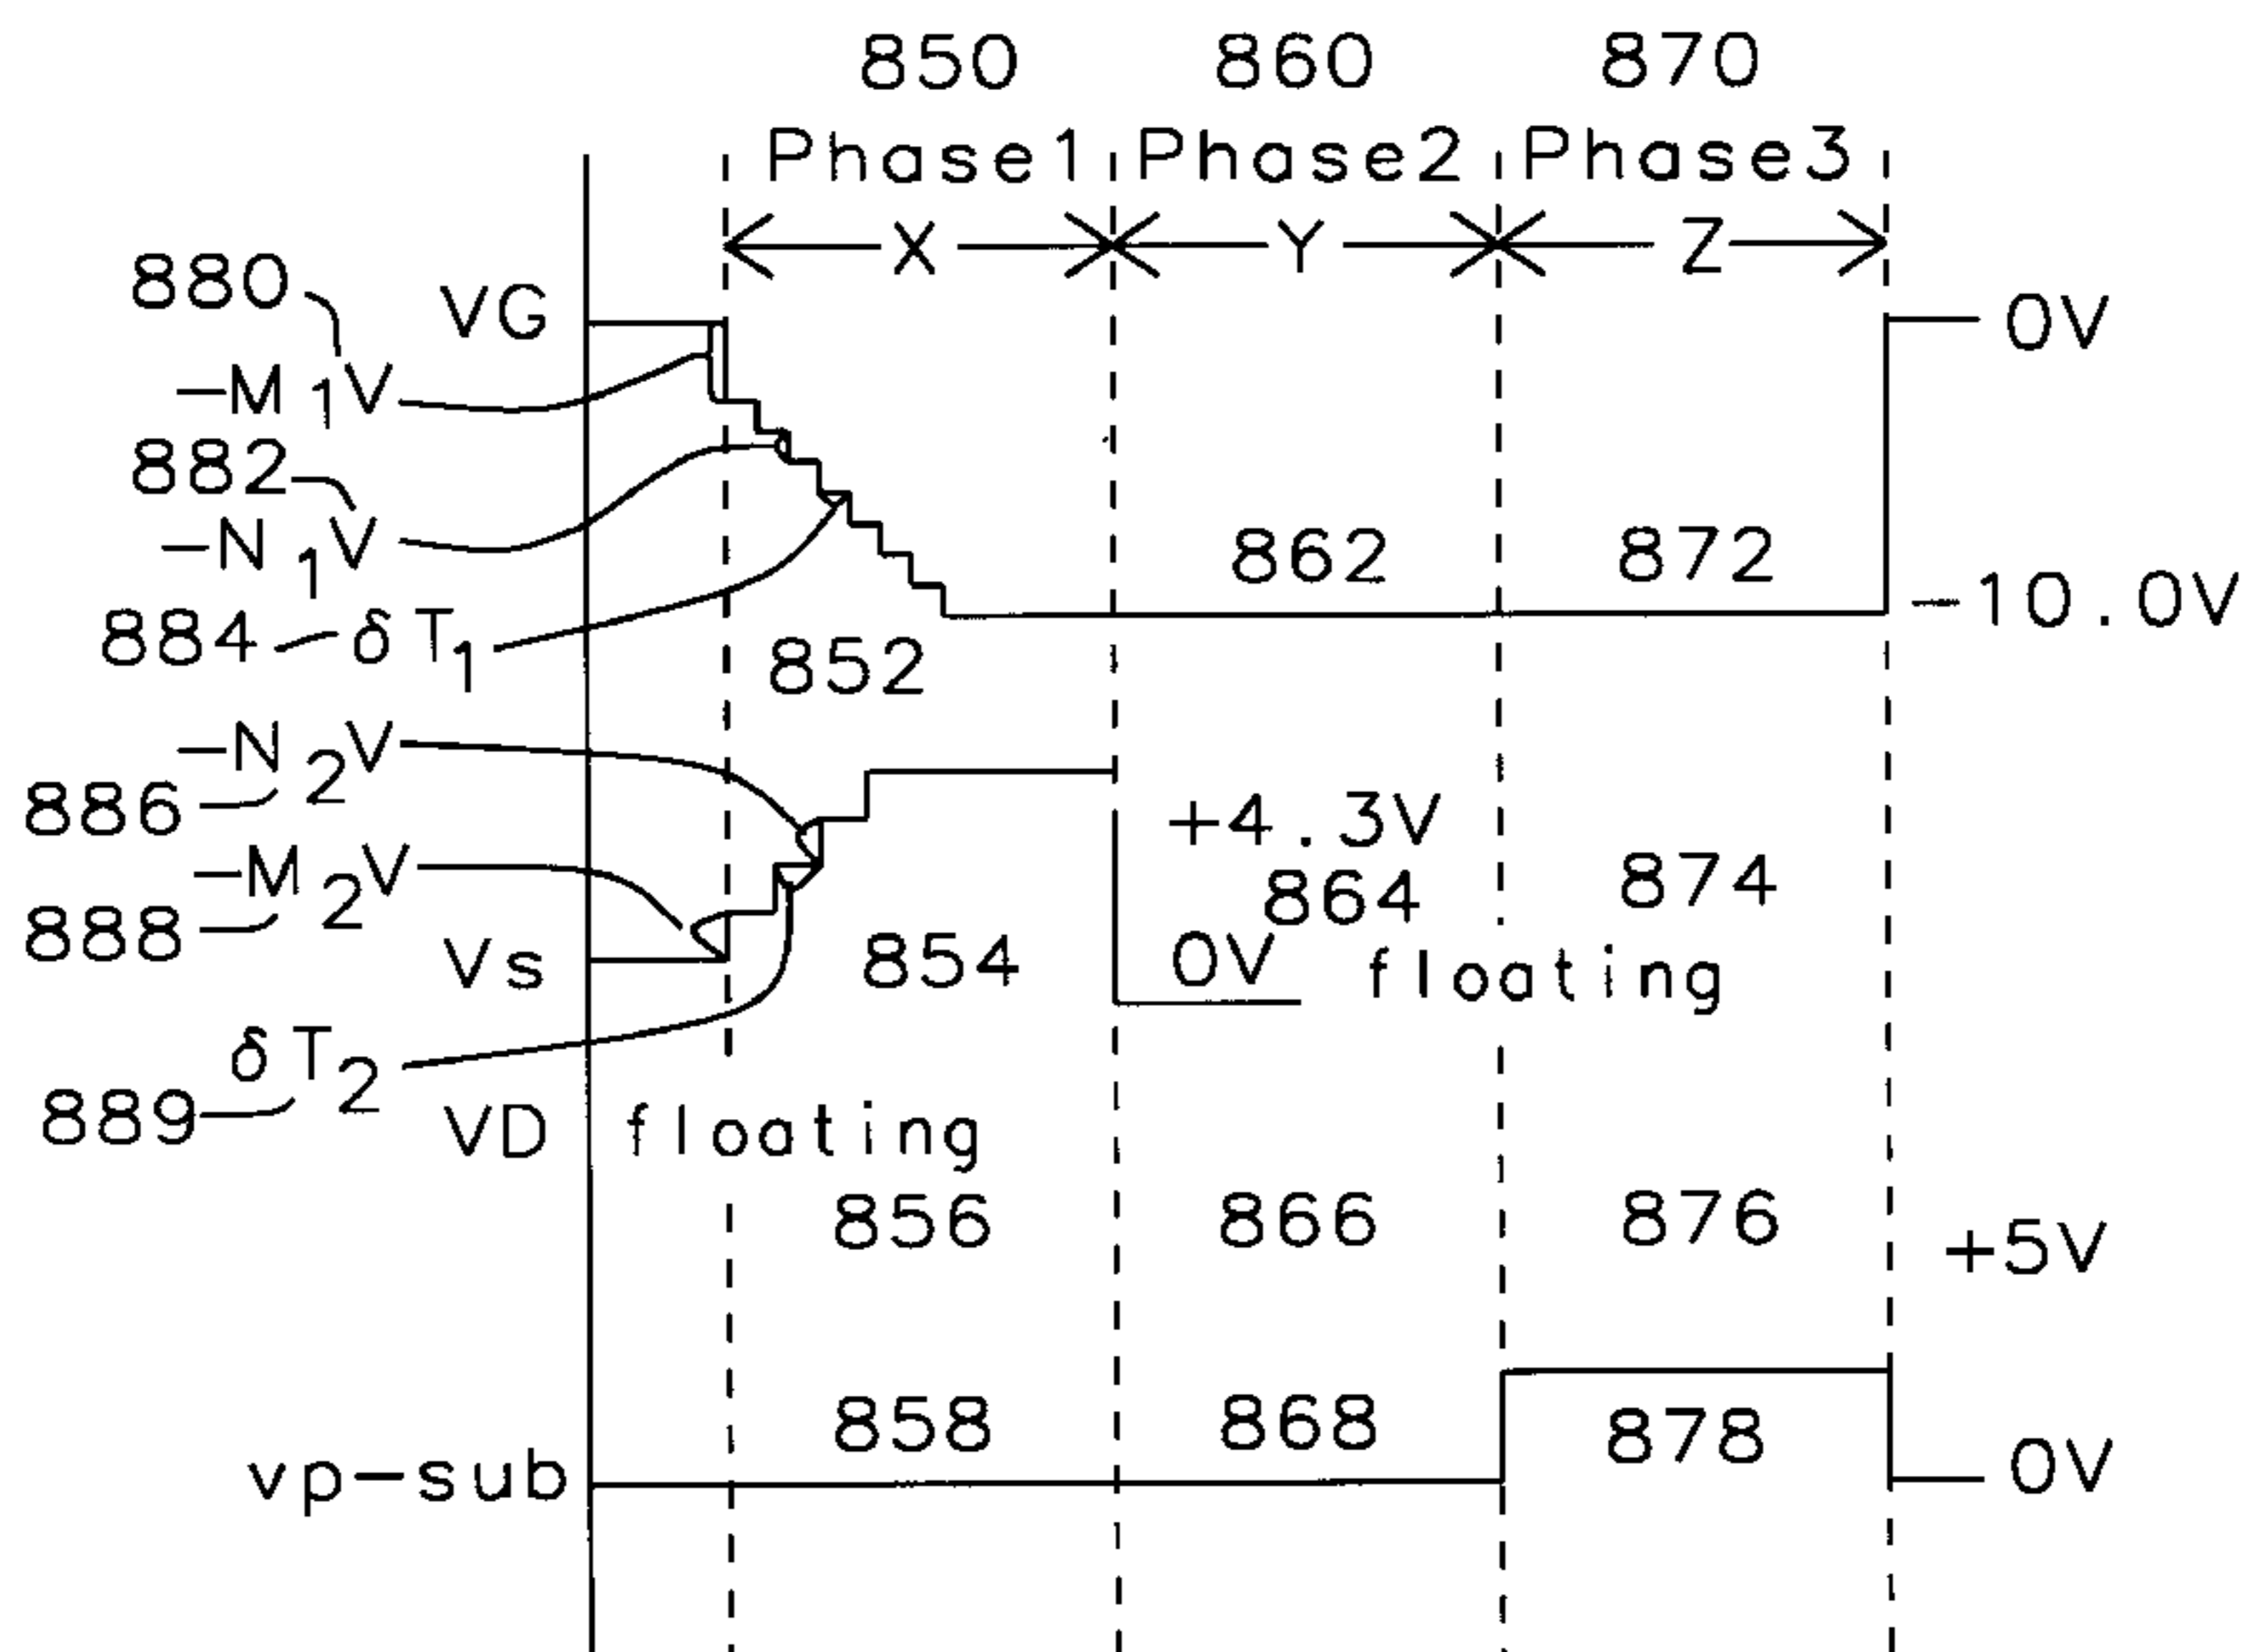 850 860 870
Phase1 Phase2 Phase3
X Y Z
880 VG 0V
-M1V
882
-N1V 862 872 -10.0V
884 δT1 852
-N2V
886 +4.3V
-M2V 864 874
888 Vs 854 0V floating
δT2
889 VD floating
856 866 876 +5V
858 868 878
vp-sub 0V